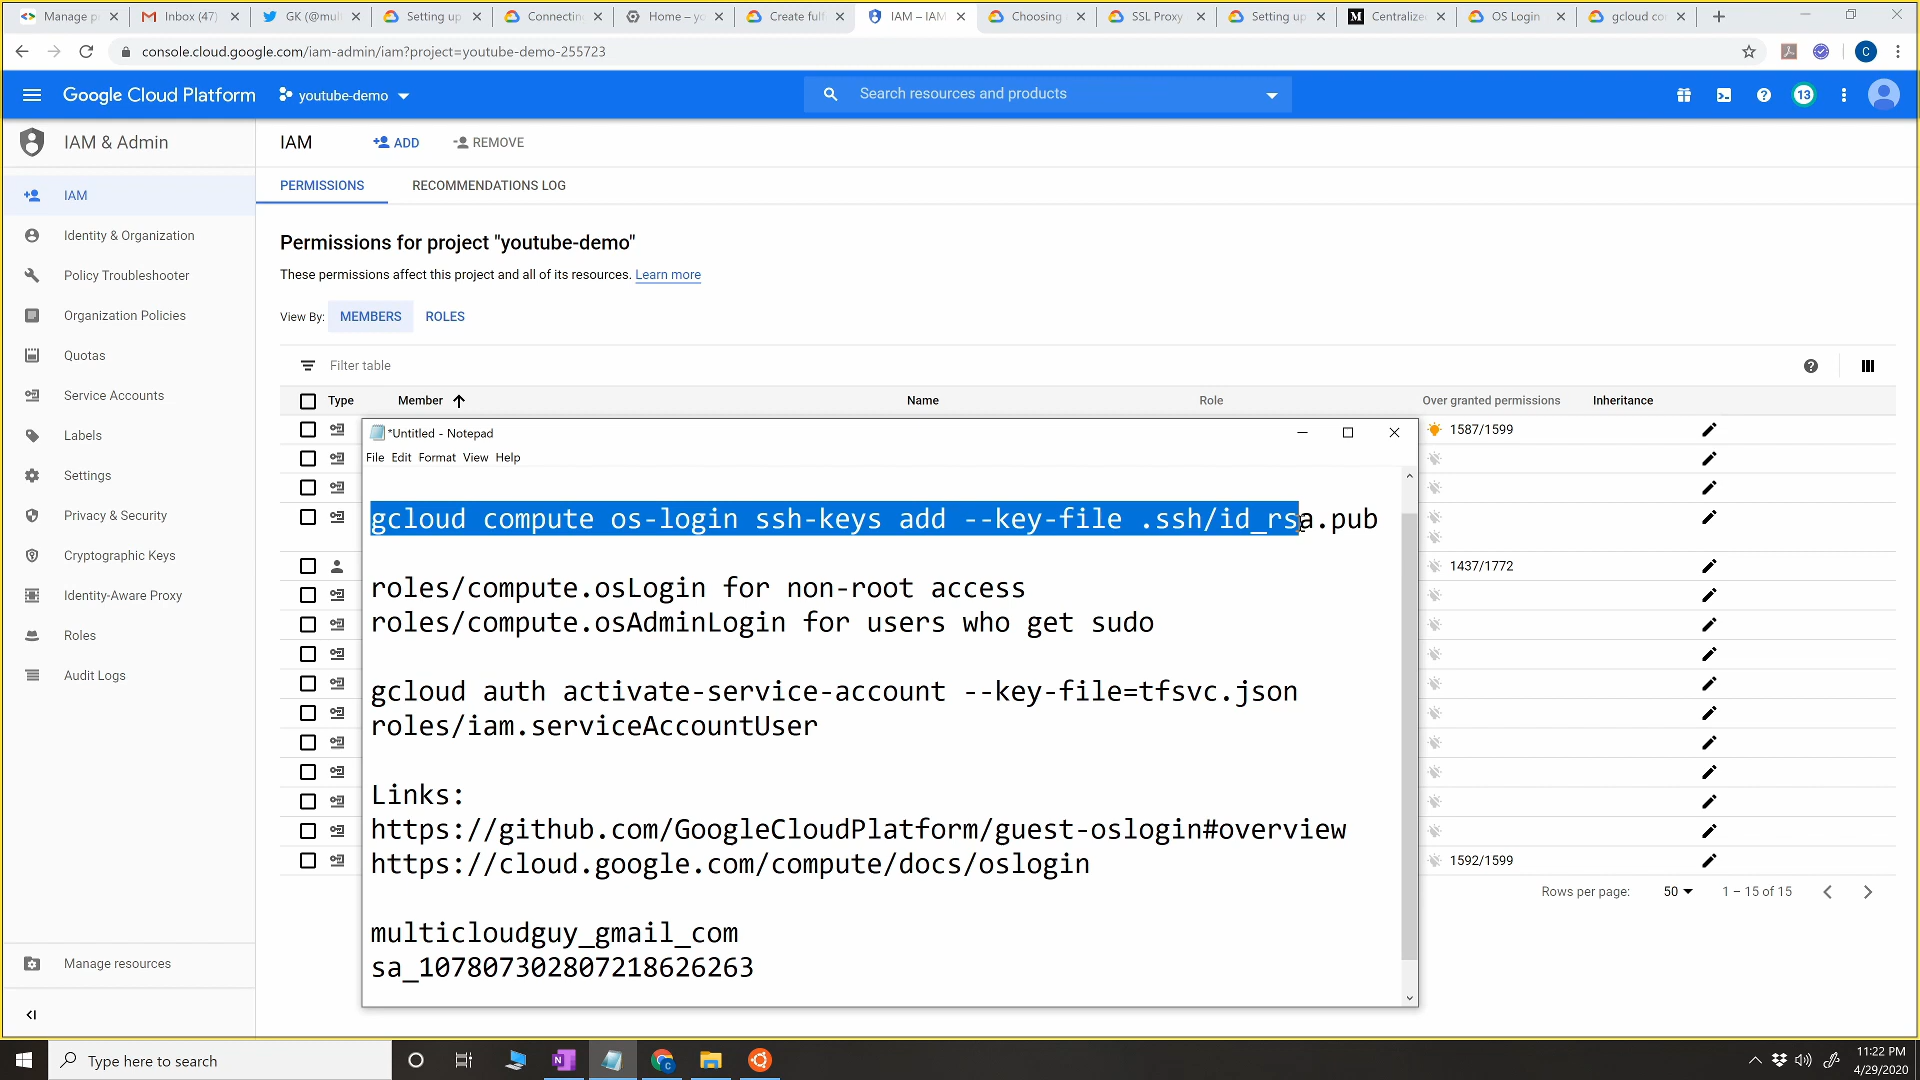 Manage p
Inbox (47)
GK (@mul
Setting up
Connectin
Home – yo
Create fulf
IAM – IAM
Choosing
SSL Proxy
Setting up
Centralize
OS Login
gcloud co
console.cloud.google.com/iam-admin/iam?project=youtube-demo-255723
C
Google Cloud Platform
youtube-demo
Search resources and products
13
IAM & Admin
IAM
ADD
REMOVE
PERMISSIONS
RECOMMENDATIONS LOG
IAM
Identity & Organization
Policy Troubleshooter
Organization Policies
Quotas
Service Accounts
Labels
Settings
Privacy & Security
Cryptographic Keys
Identity-Aware Proxy
Roles
Audit Logs
Manage resources
Permissions for project "youtube-demo"
These permissions affect this project and all of its resources. Learn more
View By: MEMBERS ROLES
Filter table
Type Member Name Role Over granted permissions Inheritance
1587/1599
1437/1772
1592/1599
Rows per page: 50 1 – 15 of 15
*Untitled - Notepad
File Edit Format View Help
gcloud compute os-login ssh-keys add --key-file .ssh/id_rsa.pub
roles/compute.osLogin for non-root access
roles/compute.osAdminLogin for users who get sudo
gcloud auth activate-service-account --key-file=tfsvc.json
roles/iam.serviceAccountUser
Links:
https://github.com/GoogleCloudPlatform/guest-oslogin#overview
https://cloud.google.com/compute/docs/oslogin
multicloudguy_gmail_com
sa_107807302807218626263
Type here to search
11:22 PM
4/29/2020